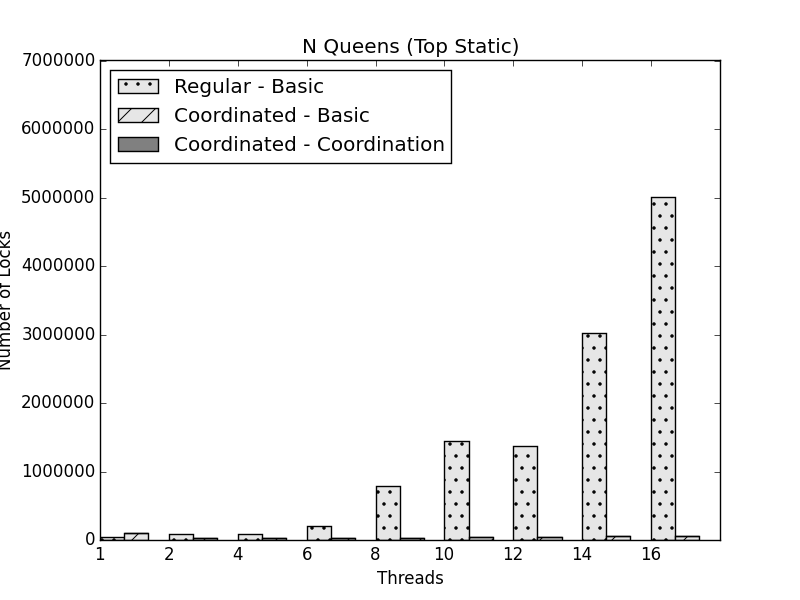 N Queens (Top Static)
7000000
6000000
5000000
4000000
3000000
2000000
1000000
0
Number of Locks
Regular - Basic
Coordinated - Basic
Coordinated - Coordination
1 2 4 6 8 10 12 14 16
Threads